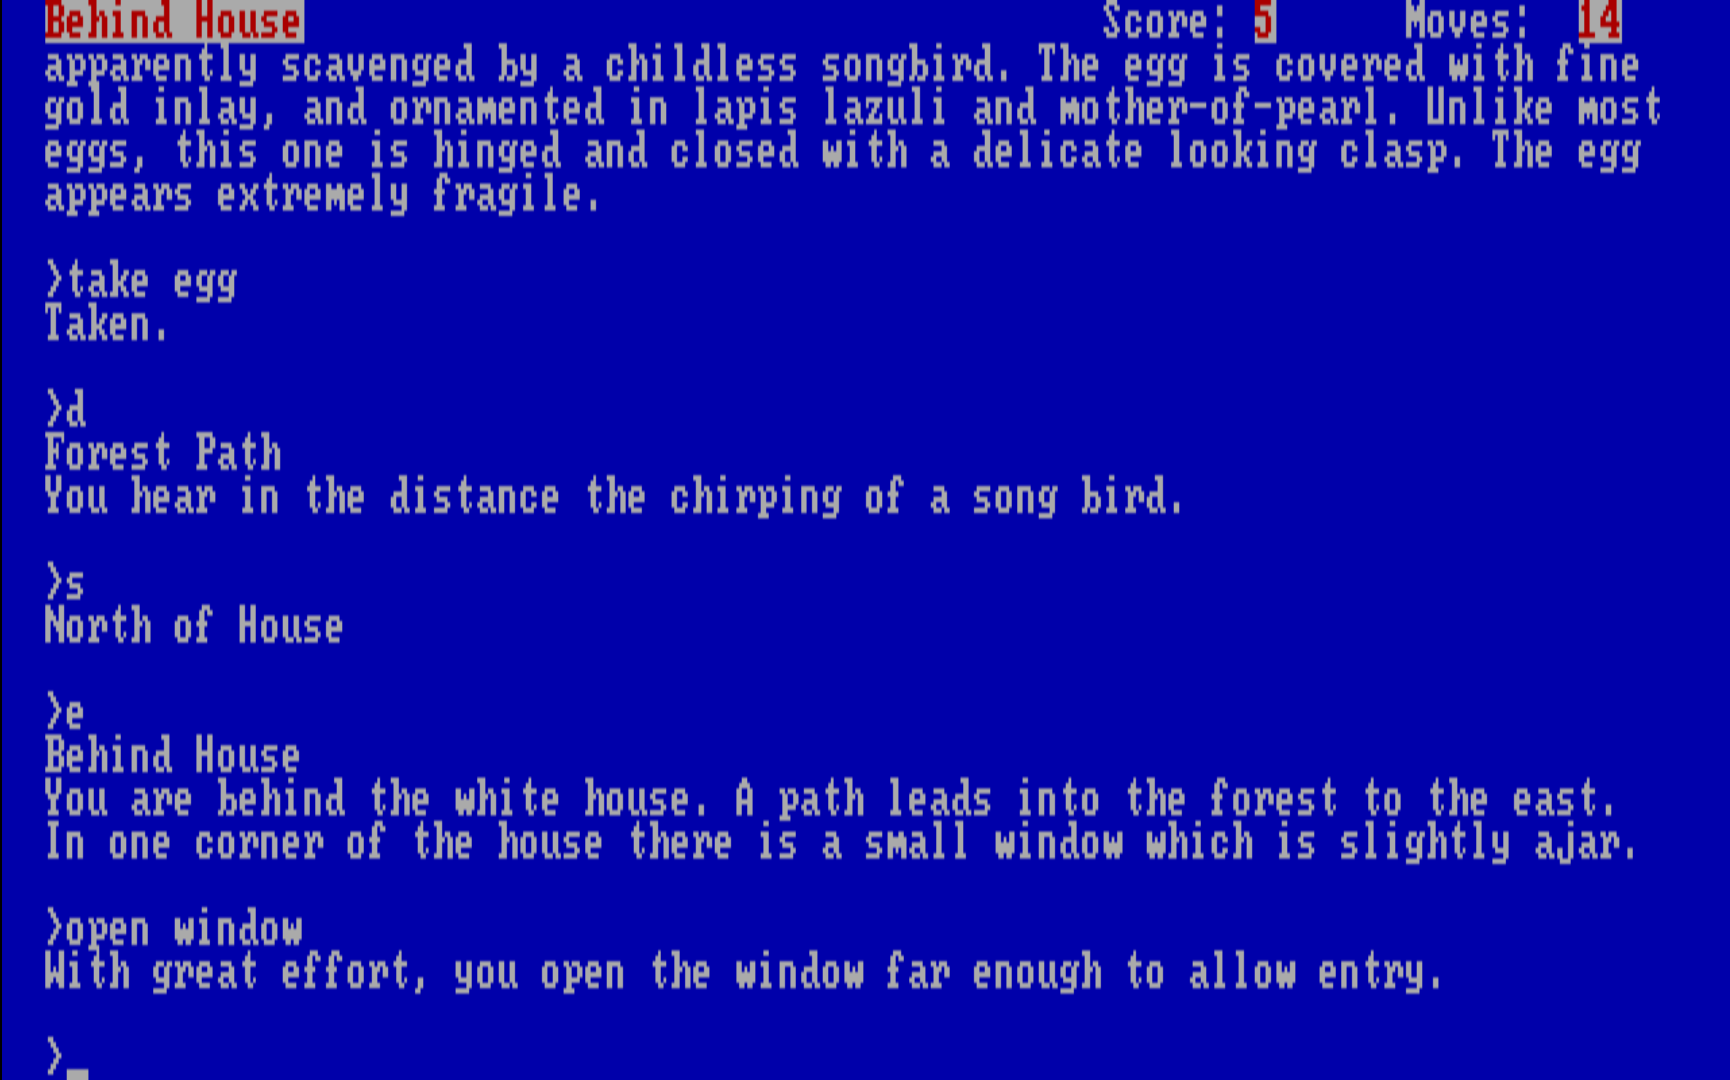 Behind House Score: 5 Moves: 14
apparently scavenged by a childless songbird. The egg is covered with fine
gold inlay, and ornamented in lapis lazuli and mother-of-pearl. Unlike most
eggs, this one is hinged and closed with a delicate looking clasp. The egg
appears extremely fragile.
>take egg
Taken.
>d
Forest Path
You hear in the distance the chirping of a song bird.
>s
North of House
>e
Behind House
You are behind the white house. A path leads into the forest to the east.
In one corner of the house there is a small window which is slightly ajar.
>open window
With great effort, you open the window far enough to allow entry.
>_